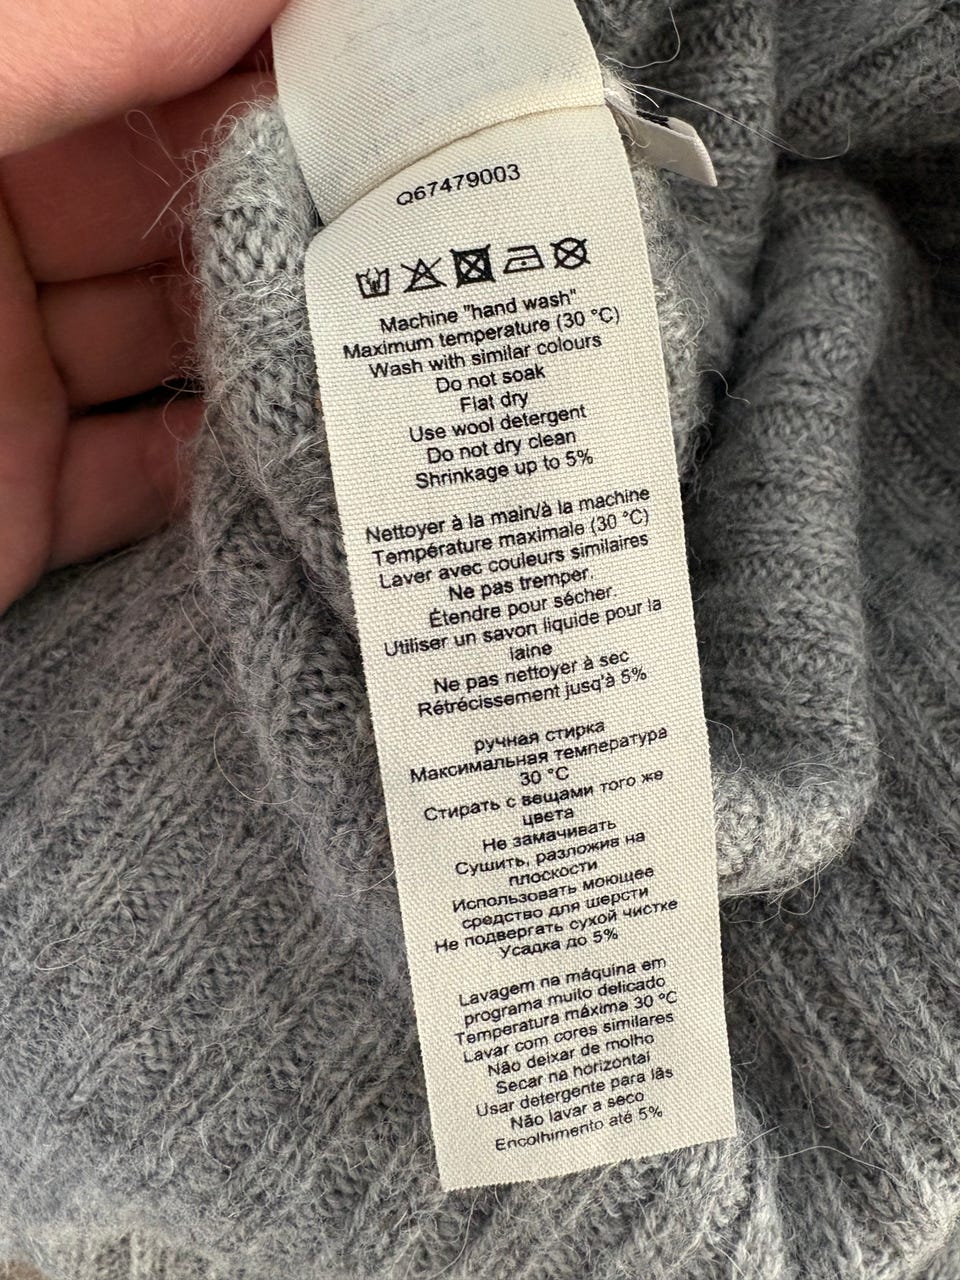 Q67479003
Machine "hand wash"
Maximum temperature (30 °C)
Wash with similar colours
Do not soak
Flat dry
Use wool detergent
Do not dry clean
Shrinkage up to 5%
Nettoyer à la main/à la machine
Température maximale (30 °C)
Laver avec couleurs similaires
Ne pas tremper.
Étendre pour sécher.
Utiliser un savon liquide pour la
laine
Ne pas nettoyer à sec
Rétrécissement jusq'à 5%
ручная стирка
Максимальная температура
30 °C
Стирать с вещами того же
цвета
Не замачивать
Сушить, разложив на
плоскости
Использовать моющее
средство для шерсти
Не подвергать сухой чистке
Усадка до 5%
Lavagem na máquina em
programa muito delicado
Temperatura máxima 30 °C
Lavar com cores similares
Não deixar de molho
Secar na horizontal
Usar detergente para lãs
Não lavar a seco
Encolhimento até 5%